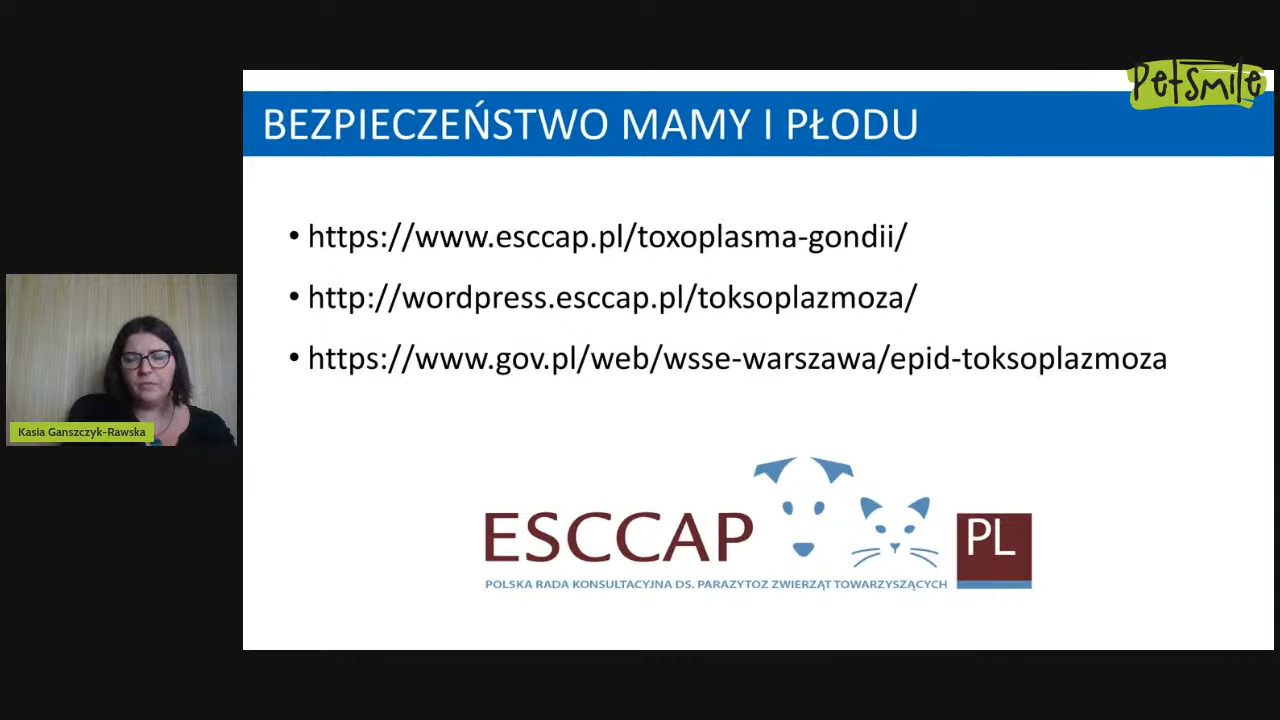 PetSmile
BEZPIECZEŃSTWO MAMY I PŁODU
• https://www.esccap.pl/toxoplasma-gondii/
• http://wordpress.esccap.pl/toksoplazmoza/
• https://www.gov.pl/web/wsse-warszawa/epid-toksoplazmoza
Kasia Ganszczyk-Rawska
ESCCAP PL
POLSKA RADA KONSULTACYJNA DS. PARAZYTOZ ZWIERZĄT TOWARZYSZĄCYCH